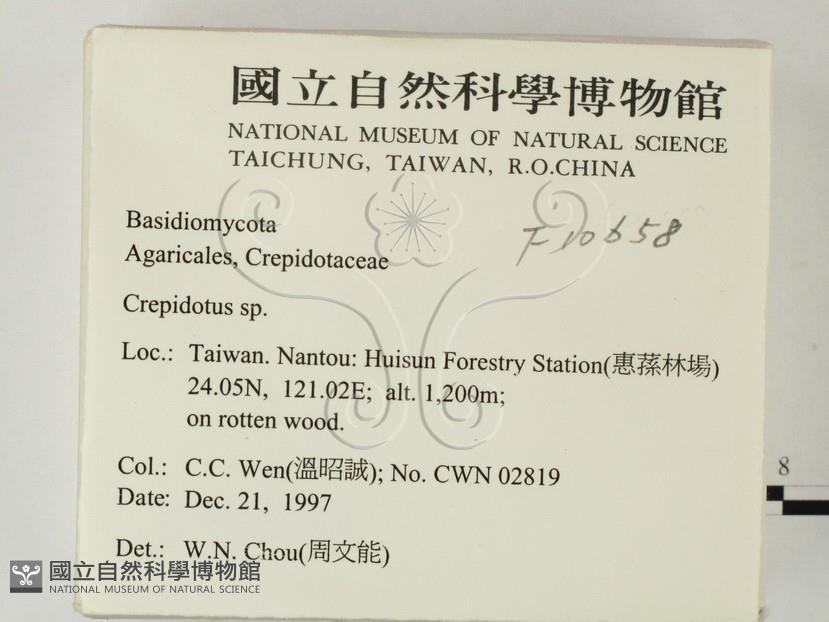 國立自然科學博物館
NATIONAL MUSEUM OF NATURAL SCIENCE
TAICHUNG, TAIWAN, R.O.CHINA
F10658
Basidiomycota
Agaricales, Crepidotaceae
Crepidotus sp.
Loc.: Taiwan. Nantou: Huisun Forestry Station(惠蓀林場)
24.05N, 121.02E; alt. 1,200m;
on rotten wood.
Col.: C.C. Wen(溫昭誠); No. CWN 02819
Date: Dec. 21, 1997
Det.: W.N. Chou(周文能)
8
國立自然科學博物館
NATIONAL MUSEUM OF NATURAL SCIENCE